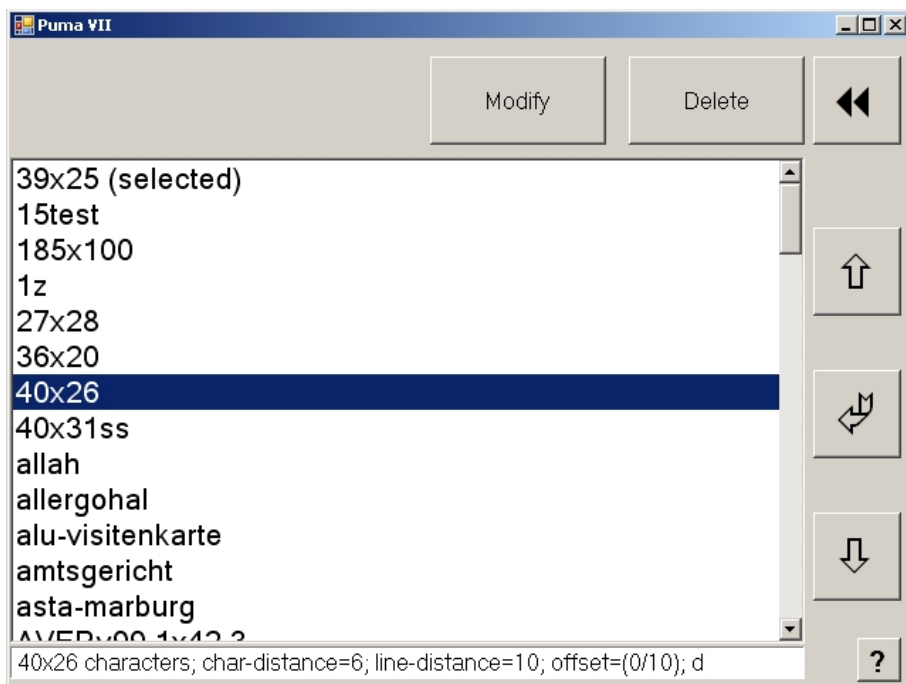 Puma VII
Modify
Delete
39x25 (selected)
15test
185x100
1z
27x28
36x20
40x26
40x31ss
allah
allergohal
alu-visitenkarte
amtsgericht
asta-marburg
40x26 characters; char-distance=6; line-distance=10; offset=(0/10); d
?